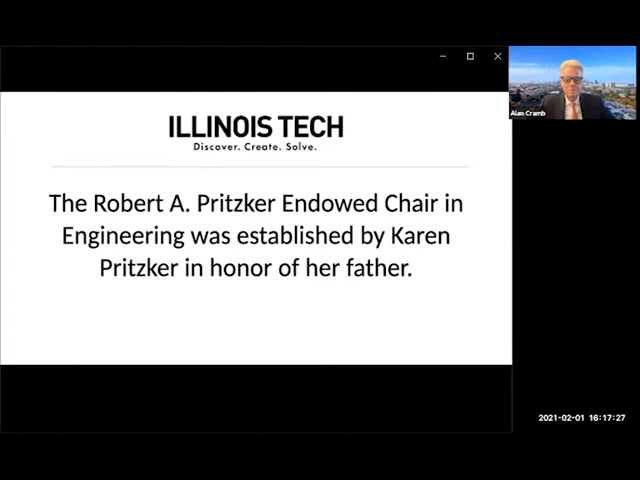 ILLINOIS TECH
Discover. Create. Solve.
The Robert A. Pritzker Endowed Chair in
Engineering was established by Karen
Pritzker in honor of her father.
Alan Cramb
2021-02-01 16:17:27